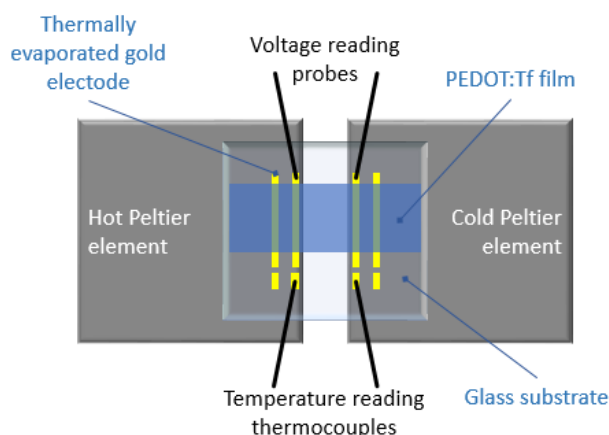 Thermally
evaporated gold
electode
Voltage reading
probes
PEDOT:Tf film
Hot Peltier
element
Cold Peltier
element
Temperature reading
thermocouples
Glass substrate